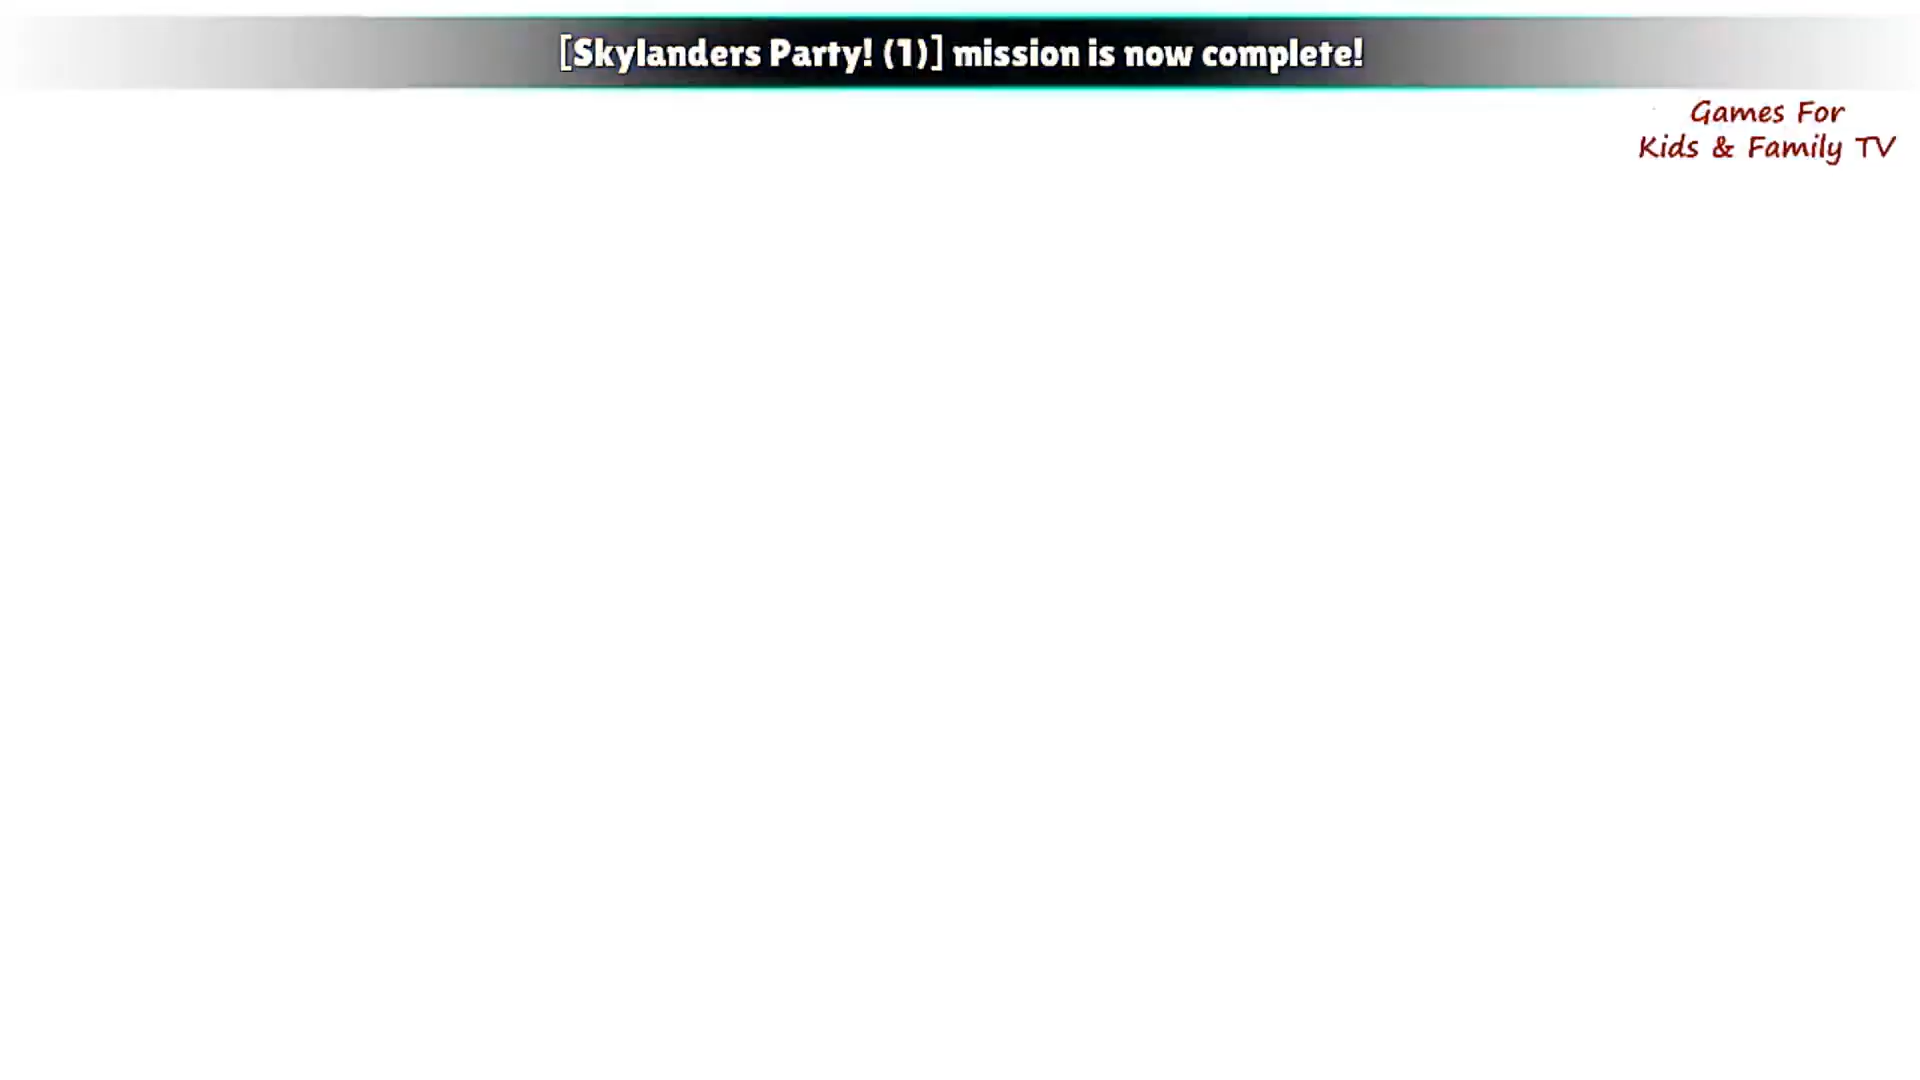 [Skylanders Party! (1)] mission is now complete!
Games For
Kids & Family TV